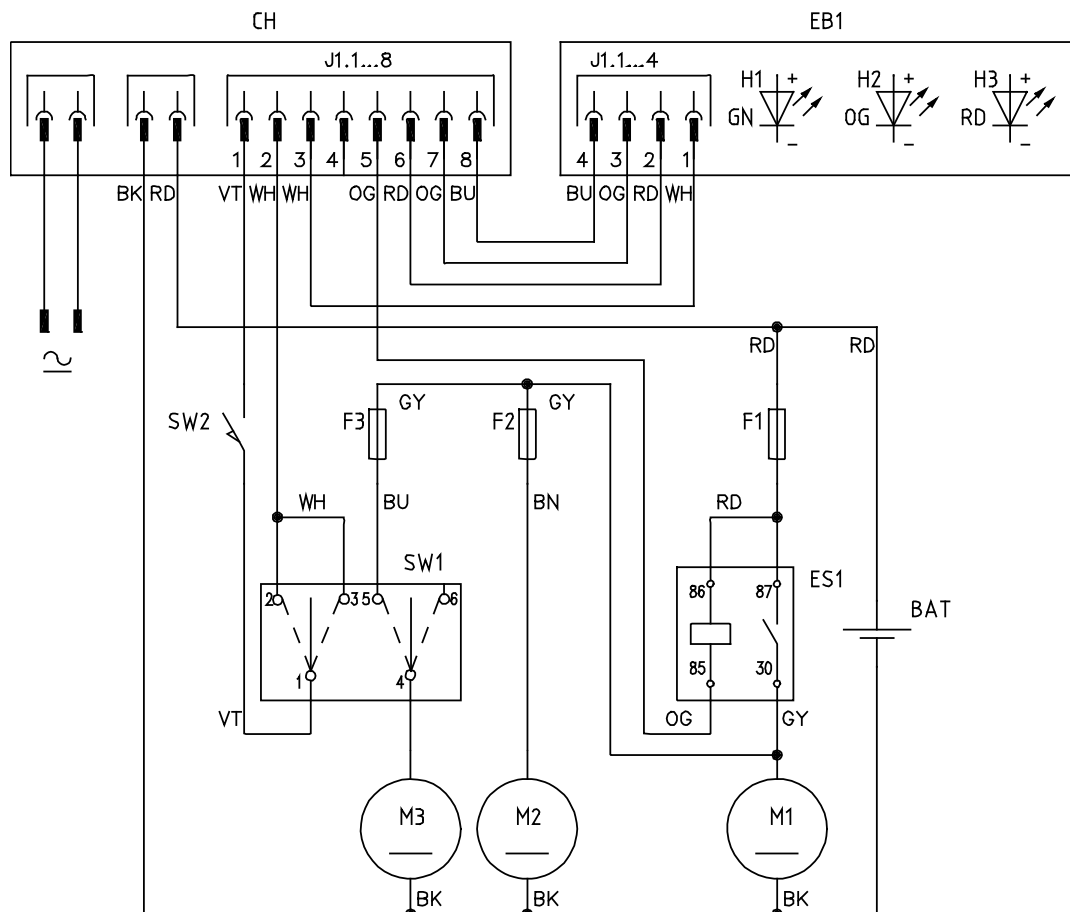 CH EB1
J1.1...8 J1.1...4
H1 + H2 + H3 +
GN OG RD
- - -
1 2 3 4 5 6 7 8 4 3 2 1
BK RD VT WH WH OG RD OG BU BU OG RD WH
RD RD
SW2 F3 GY F2 GY F1
WH BU BN RD
SW1 ES1
2 3 5 6 86 87
BAT
1 4 85 30
VT OG GY
M3 M2 M1
BK BK BK